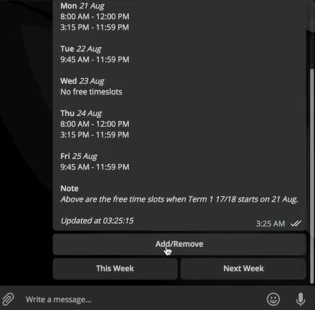 Mon 21 Aug
8:00 AM - 12:00 PM
3:15 PM - 11:59 PM
Tue 22 Aug
9:45 AM - 11:59 PM
Wed 23 Aug
No free timeslots
Thu 24 Aug
8:00 AM - 12:00 PM
3:15 PM - 11:59 PM
Fri 25 Aug
9:45 AM - 11:59 PM
Note
Above are the free time slots when Term 1 17/18 starts on 21 Aug.
Updated at 03:25:15
3:25 AM
Add/Remove
This Week
Next Week
Write a message...